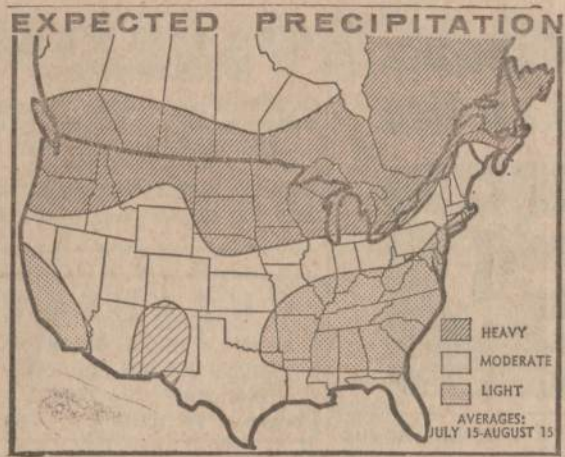 EXPECTED PRECIPITATION
HEAVY
MODERATE
LIGHT
AVERAGES:
JULY 15-AUGUST 15